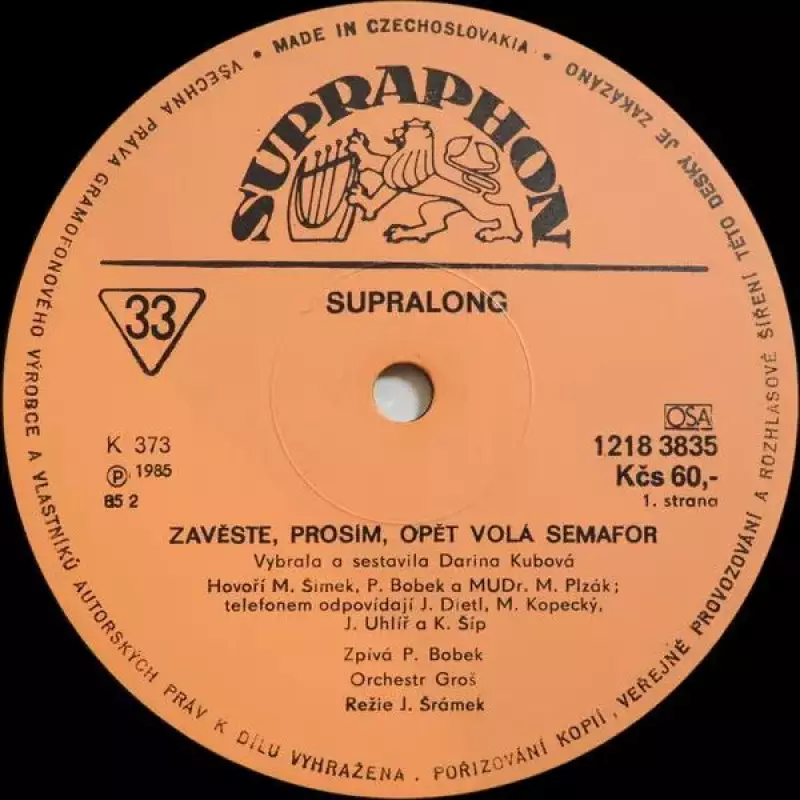 • MADE IN CZECHOSLOVAKIA •
VŠECHNA PRÁVA GRAMOFONOVÉHO VÝROBCE A VLASTNÍKŮ AUTORSKÝCH PRÁV K DÍLU VYHRAŽENA . POŘIZOVÁNÍ KOPIÍ , VEŘEJNÉ PROVOZOVÁNÍ A ROZHLASOVÉ ŠÍŘENÍ TÉTO DESKY JE ZAKÁZÁNO
SUPRAPHON
33
SUPRALONG
OSA
K 373
1218 3835
Ⓟ 1985
Kčs 60,-
85 2
1. strana
ZAVĚSTE, PROSÍM, OPĚT VOLÁ SEMAFOR
Vybrala a sestavila Darina Kubová
Hovoří M. Šimek, P. Bobek a MUDr. M. Plzák;
telefonem odpovídají J. Dietl, M. Kopecký,
J. Uhlíř a K. Šíp
Zpívá P. Bobek
Orchestr Groš
Režie J. Šrámek